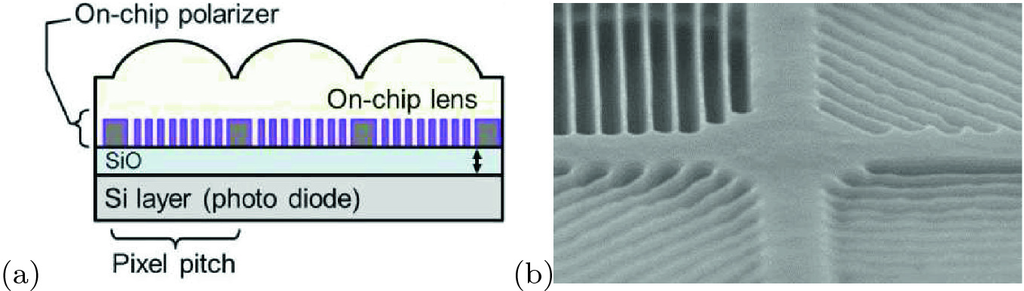 On-chip polarizer
On-chip lens
SiO
Si layer (photo diode)
Pixel pitch
(a)
(b)